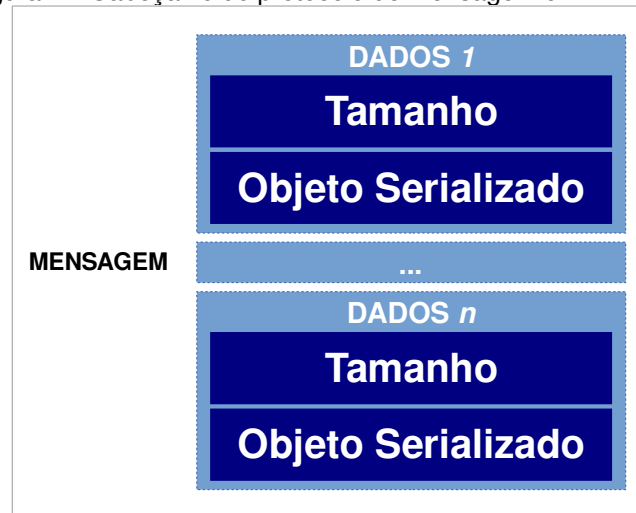 DADOS 1
Tamanho
Objeto Serializado
MENSAGEM
...
DADOS n
Tamanho
Objeto Serializado